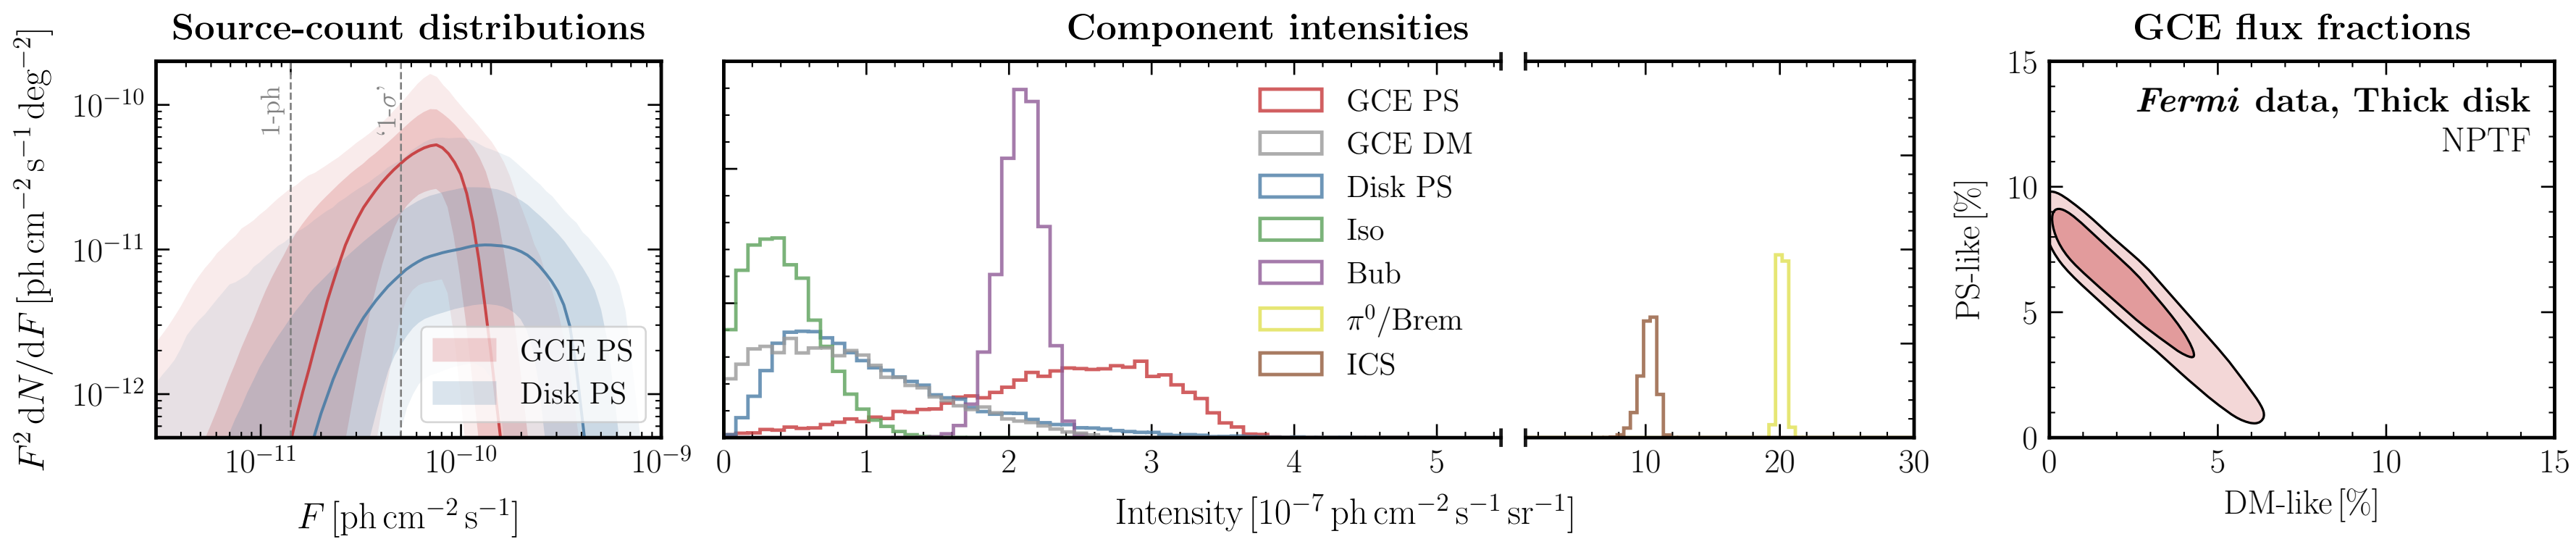 Source-count distributions
F² dN/dF [ph cm⁻² s⁻¹ deg⁻²]
10⁻¹⁰
10⁻¹¹
10⁻¹²
1-ph
‘1-σ’
GCE PS
Disk PS
10⁻¹¹ 10⁻¹⁰ 10⁻⁹
F [ph cm⁻² s⁻¹]
Component intensities
GCE PS
GCE DM
Disk PS
Iso
Bub
π⁰/Brem
ICS
0 1 2 3 4 5 10 20 30
Intensity [10⁻⁷ ph cm⁻² s⁻¹ sr⁻¹]
GCE flux fractions
Fermi data, Thick disk
NPTF
PS-like [%]
15
10
5
0
0 5 10 15
DM-like [%]